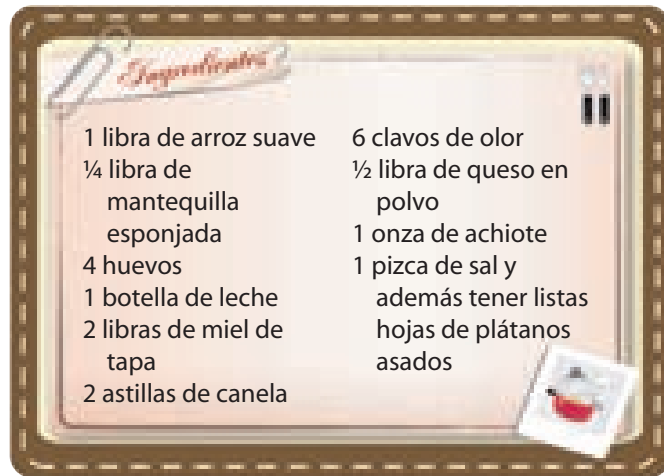 Ingredientes
1 libra de arroz suave
¼ libra de
mantequilla
esponjada
4 huevos
1 botella de leche
2 libras de miel de
tapa
2 astillas de canela
6 clavos de olor
½ libra de queso en
polvo
1 onza de achiote
1 pizca de sal y
además tener listas
hojas de plátanos
asados